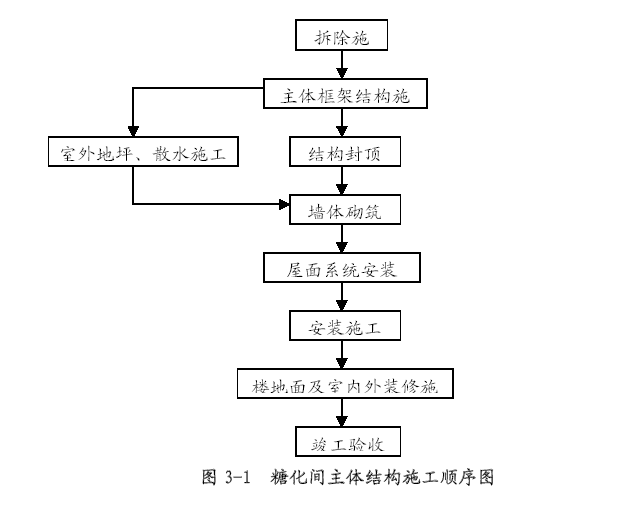 拆除施
主体框架结构施
室外地坪、散水施工
结构封顶
墙体砌筑
屋面系统安装
安装施工
楼地面及室内外装修施
竣工验收
图 3-1 糖化间主体结构施工顺序图